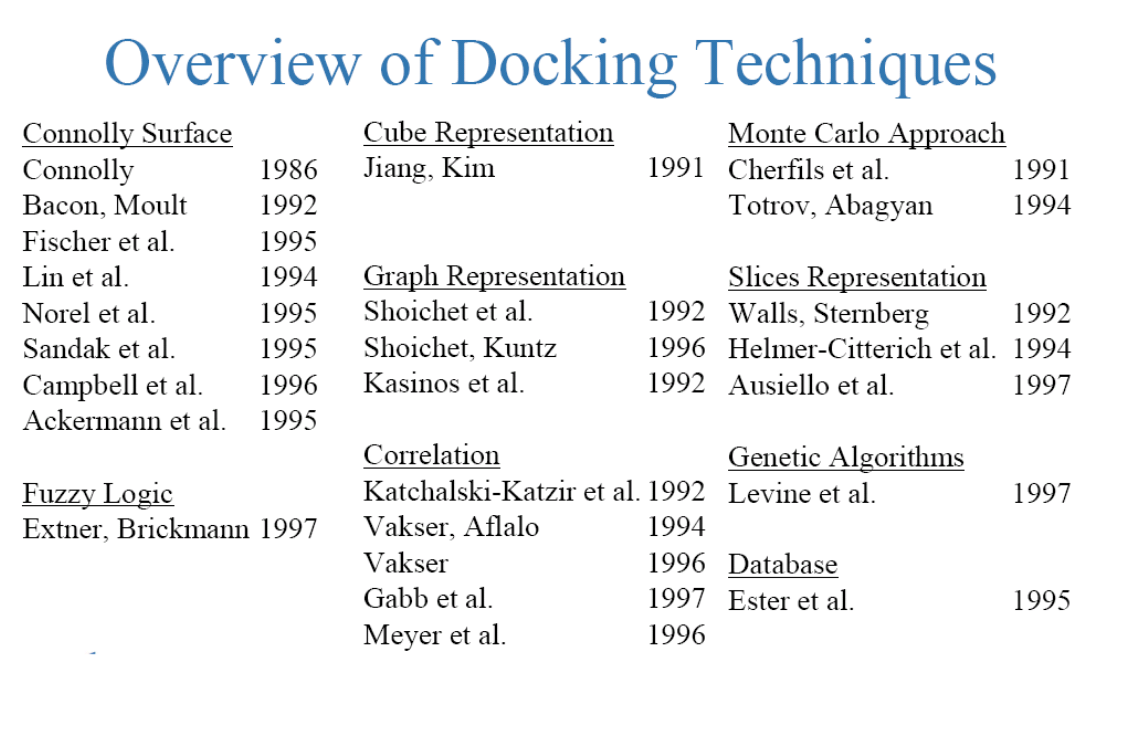 Overview of Docking Techniques
Connolly Surface
Connolly 1986
Bacon, Moult 1992
Fischer et al. 1995
Lin et al. 1994
Norel et al. 1995
Sandak et al. 1995
Campbell et al. 1996
Ackermann et al. 1995
Fuzzy Logic
Extner, Brickmann 1997
Cube Representation
Jiang, Kim 1991
Graph Representation
Shoichet et al. 1992
Shoichet, Kuntz 1996
Kasinos et al. 1992
Correlation
Katchalski-Katzir et al. 1992
Vakser, Aflalo 1994
Vakser 1996
Gabb et al. 1997
Meyer et al. 1996
Monte Carlo Approach
Cherfils et al. 1991
Totrov, Abagyan 1994
Slices Representation
Walls, Sternberg 1992
Helmer-Citterich et al. 1994
Ausiello et al. 1997
Genetic Algorithms
Levine et al. 1997
Database
Ester et al. 1995